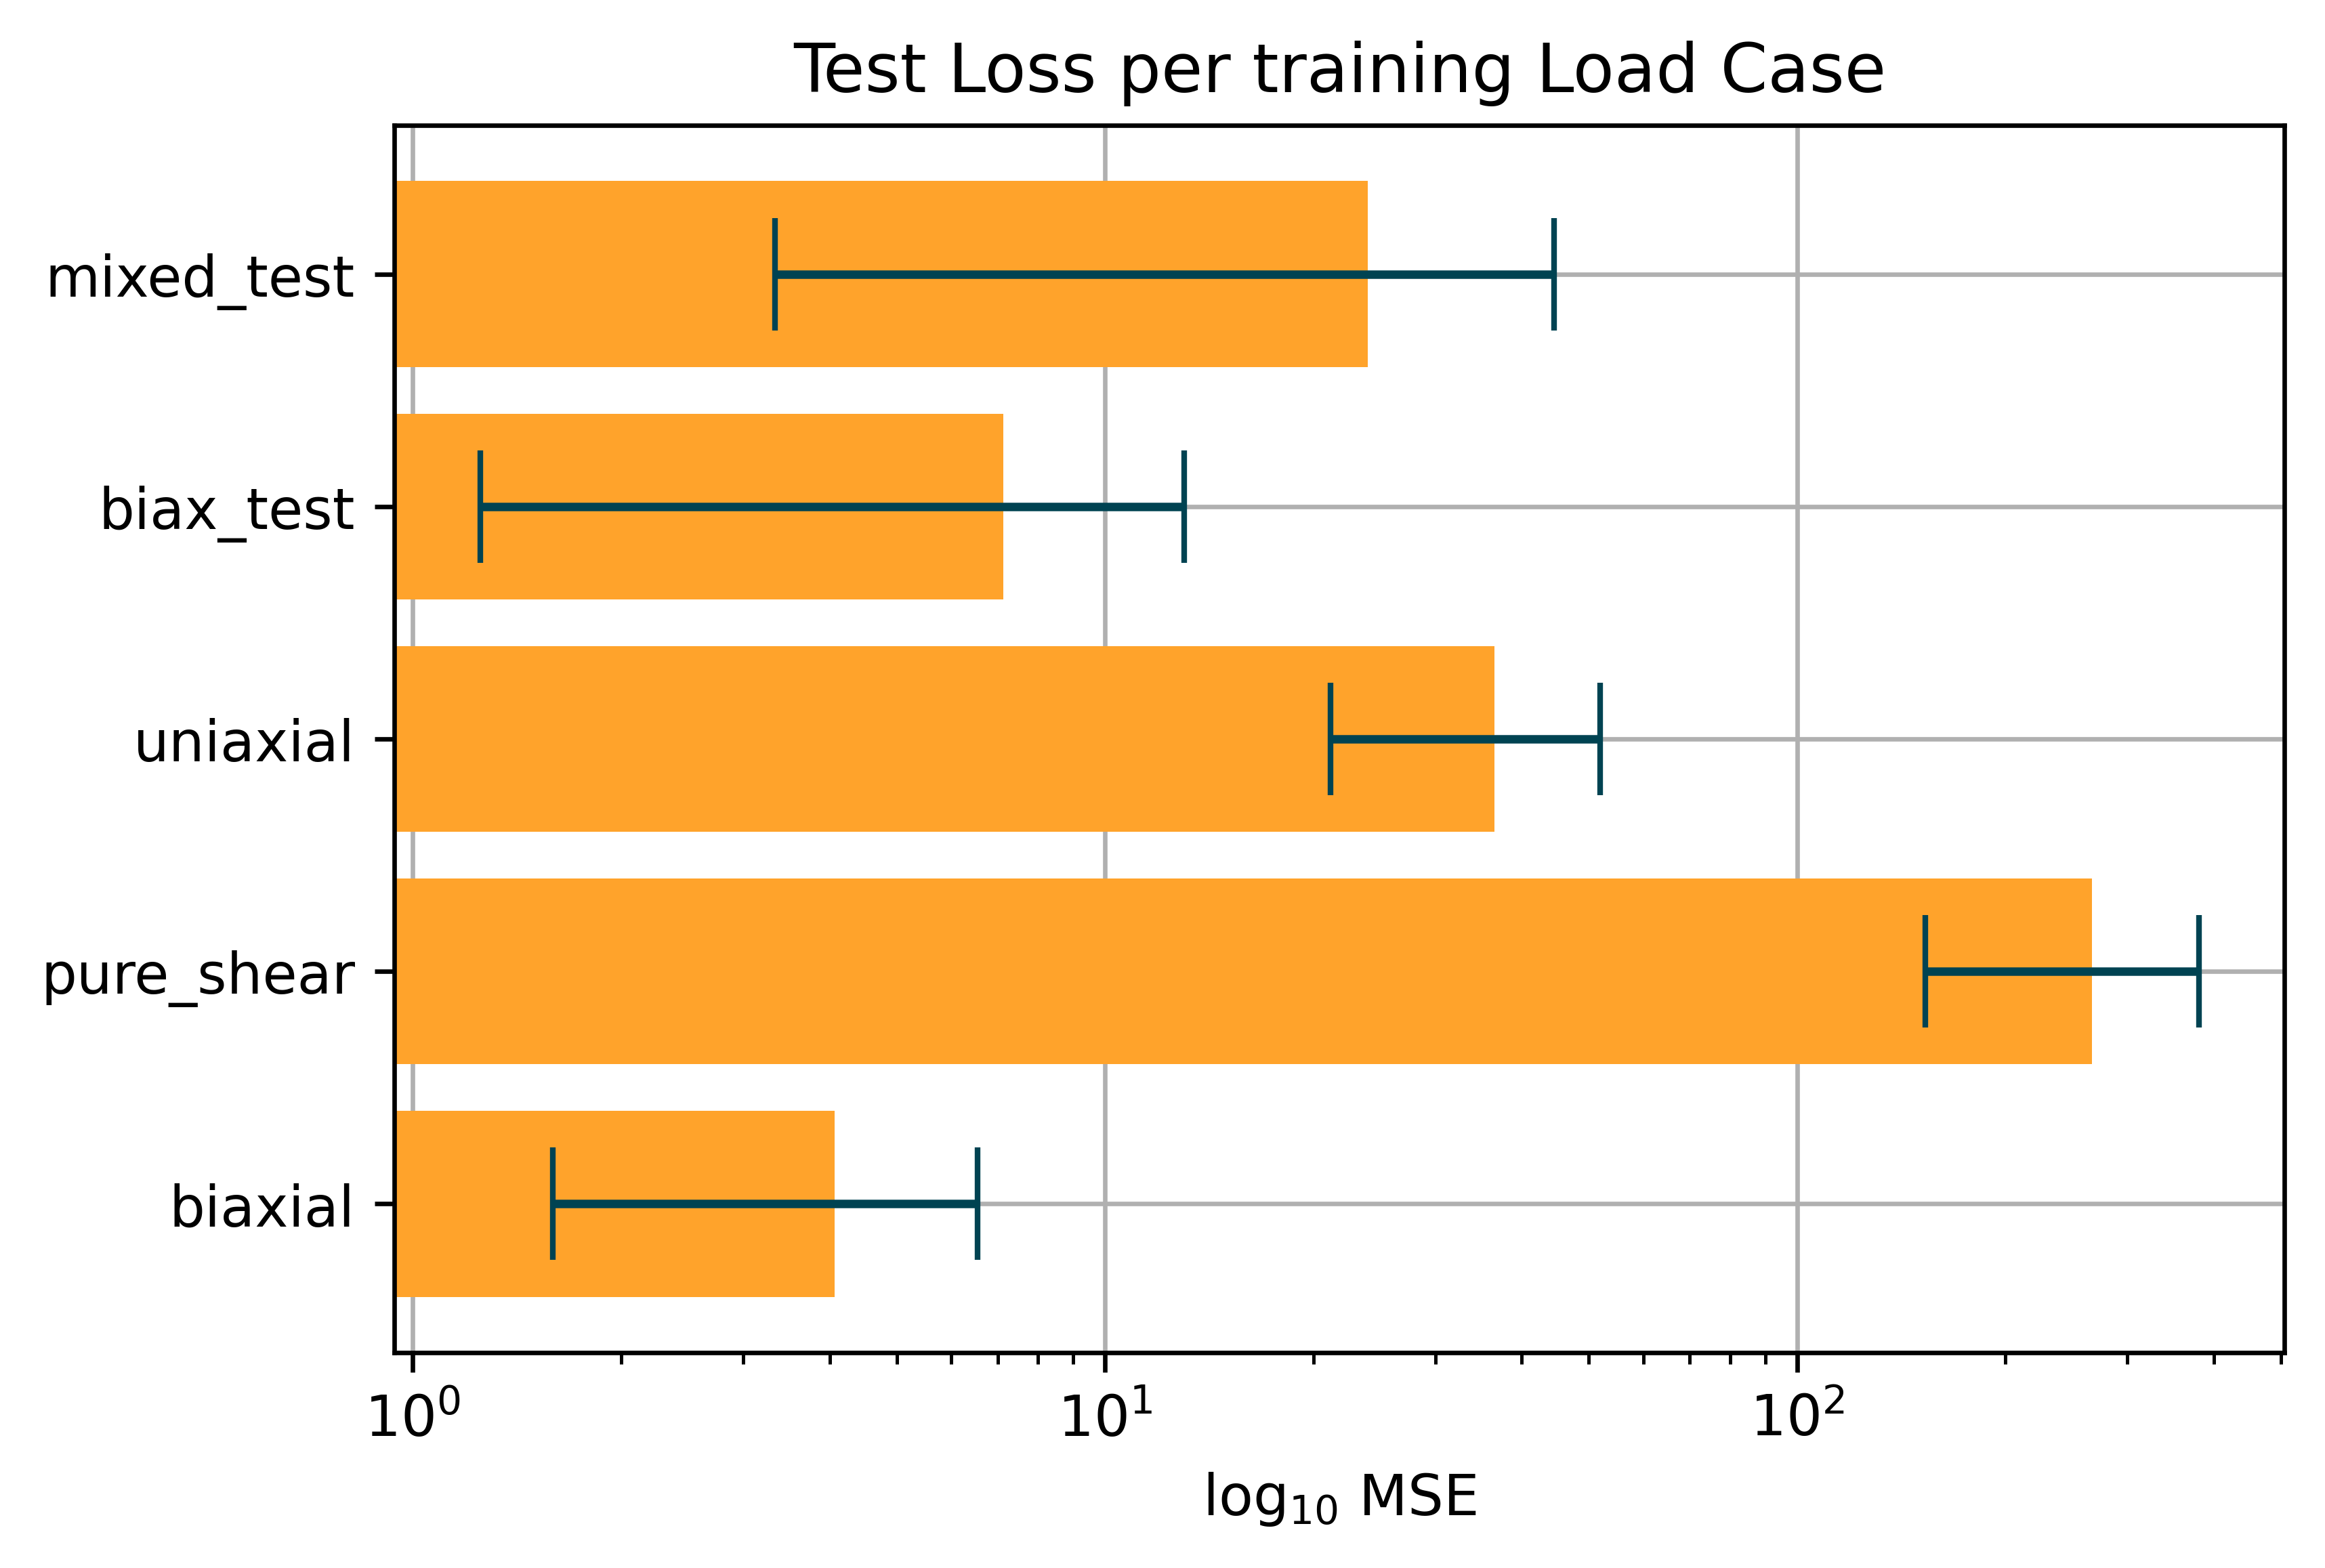 Test Loss per training Load Case
mixed_test
biax_test
uniaxial
pure_shear
biaxial
10⁰ 10¹ 10²
log₁₀ MSE